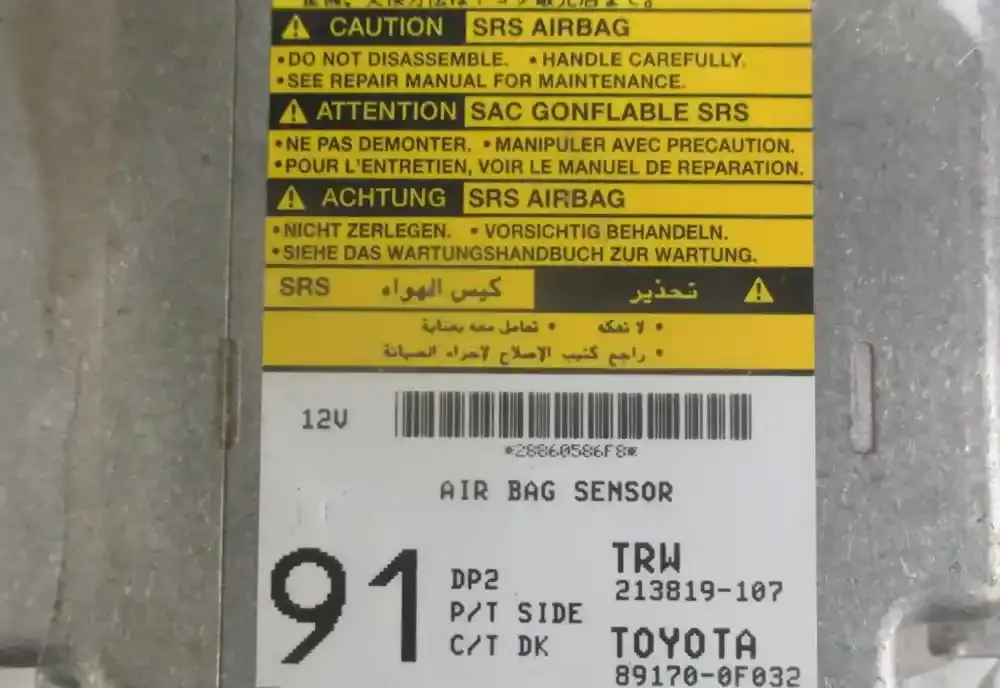 CAUTION SRS AIRBAG
•DO NOT DISASSEMBLE. •HANDLE CAREFULLY.
•SEE REPAIR MANUAL FOR MAINTENANCE.
ATTENTION SAC GONFLABLE SRS
•NE PAS DEMONTER. •MANIPULER AVEC PRECAUTION.
•POUR L'ENTRETIEN, VOIR LE MANUEL DE REPARATION.
ACHTUNG SRS AIRBAG
•NICHT ZERLEGEN. •VORSICHTIG BEHANDELN.
•SIEHE DAS WARTUNGSHANDBUCH ZUR WARTUNG.
تحذير كيس الهواء SRS
• لا تفكه • تعامل معه بعناية
• راجع كتيب الإصلاح لاجراء الصيانة
12V
*28860586F8*
AIR BAG SENSOR
91
DP2
P/T SIDE
C/T DK
TRW
213819-107
TOYOTA
89170-0F032